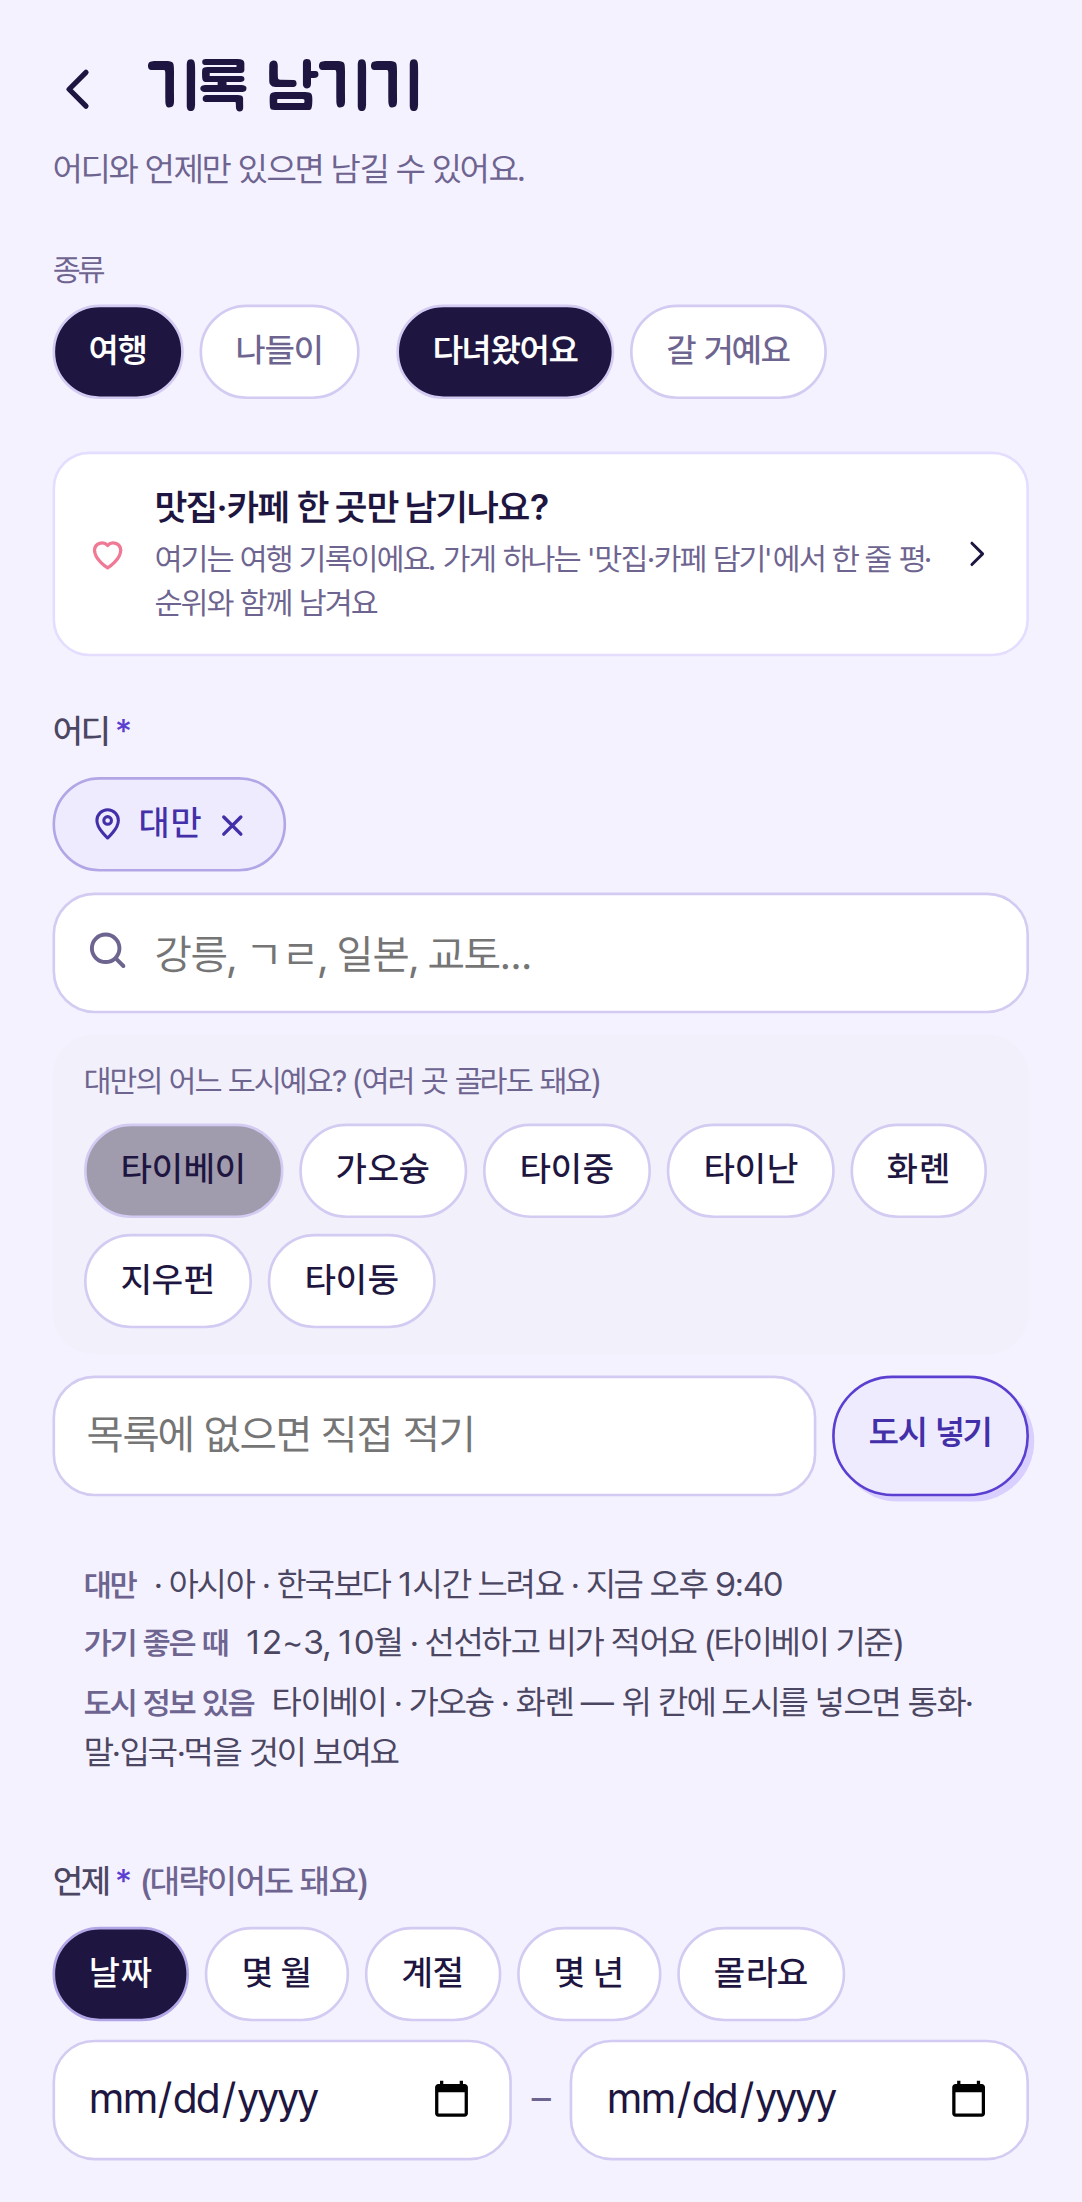 기록 남기기
어디와 언제만 있으면 남길 수 있어요.
종류
여행 나들이 다녀왔어요 갈 거예요
맛집·카페 한 곳만 남기나요?
여기는 여행 기록이에요. 가게 하나는 '맛집·카페 담기'에서 한 줄 평·
순위와 함께 남겨요
어디 *
대만
강릉, ㄱㄹ, 일본, 교토...
대만의 어느 도시예요? (여러 곳 골라도 돼요)
타이베이 가오슝 타이중 타이난 화롄
지우펀 타이둥
목록에 없으면 직접 적기 도시 넣기
대만 · 아시아 · 한국보다 1시간 느려요 · 지금 오후 9:40
가기 좋은 때 12~3, 10월 · 선선하고 비가 적어요 (타이베이 기준)
도시 정보 있음 타이베이 · 가오슝 · 화롄 — 위 칸에 도시를 넣으면 통화·
말·입국·먹을 것이 보여요
언제 * (대략이어도 돼요)
날짜 몇 월 계절 몇 년 몰라요
mm/dd/yyyy – mm/dd/yyyy